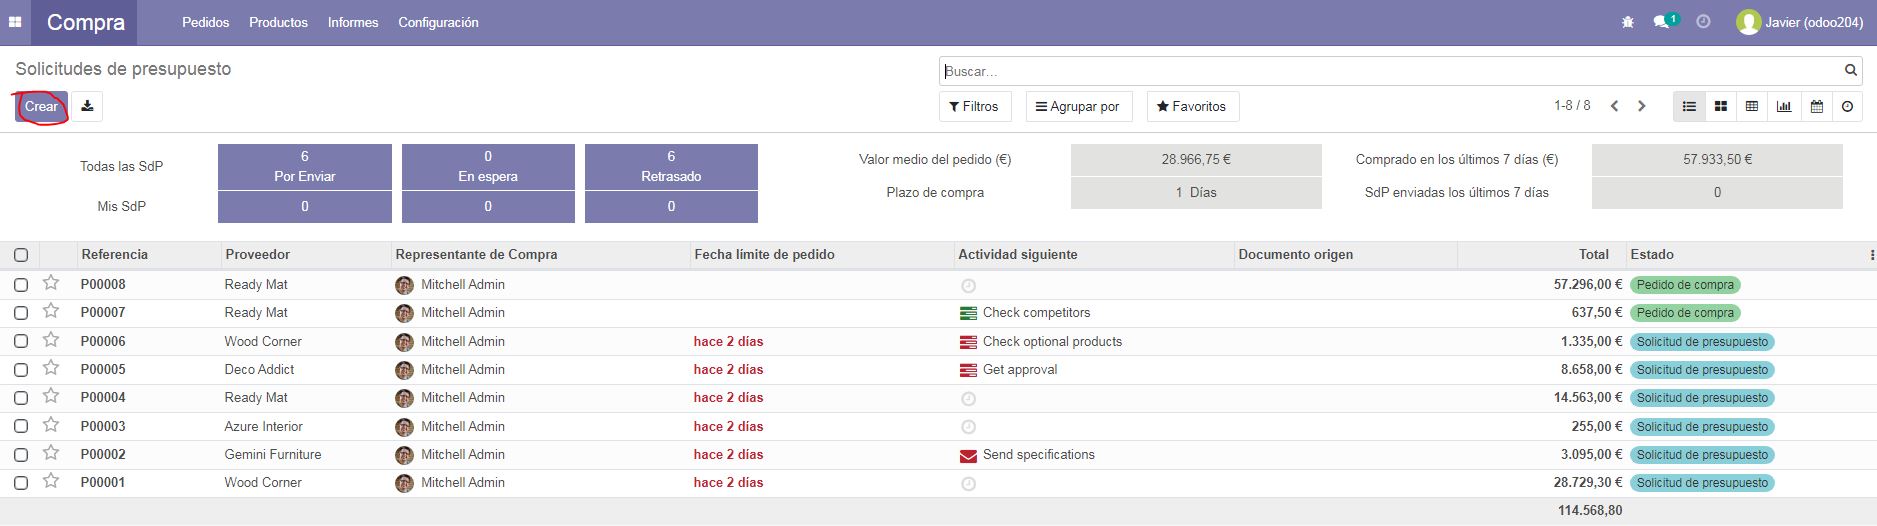 Compra Pedidos Productos Informes Configuración 1 Javier (odoo204)
Solicitudes de presupuesto Buscar...
Crear Filtros Agrupar por Favoritos 1-8 / 8
Todas las SdP 6 Por Enviar 0 En espera 6 Retrasado Valor medio del pedido (€) 28.966,75 € Comprado en los últimos 7 días (€) 57.933,50 €
Mis SdP 0 0 0 Plazo de compra 1 Días SdP enviadas los últimos 7 días 0
Referencia Proveedor Representante de Compra Fecha límite de pedido Actividad siguiente Documento origen Total Estado
P00008 Ready Mat Mitchell Admin 57.296,00 € Pedido de compra
P00007 Ready Mat Mitchell Admin Check competitors 637,50 € Pedido de compra
P00006 Wood Corner Mitchell Admin hace 2 días Check optional products 1.335,00 € Solicitud de presupuesto
P00005 Deco Addict Mitchell Admin hace 2 días Get approval 8.658,00 € Solicitud de presupuesto
P00004 Ready Mat Mitchell Admin hace 2 días 14.563,00 € Solicitud de presupuesto
P00003 Azure Interior Mitchell Admin hace 2 días 255,00 € Solicitud de presupuesto
P00002 Gemini Furniture Mitchell Admin hace 2 días Send specifications 3.095,00 € Solicitud de presupuesto
P00001 Wood Corner Mitchell Admin hace 2 días 28.729,30 € Solicitud de presupuesto
114.568,80